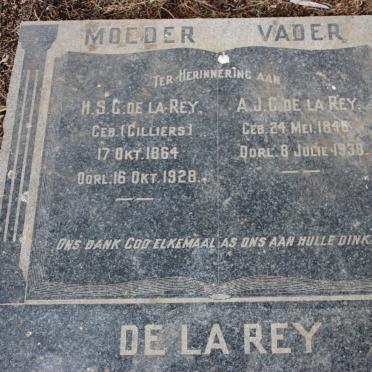 MOEDER VADER
TER HERINNERING AAN
H.S.C. DE LA REY.
GEB. (CILLIERS)
17 OKT. 1864
OORL. 16 OKT. 1928.
A.J.G. DE LA REY.
GEB. 24 MEI. 1846
OORL. 8 JULIE 1938.
ONS DANK GOD ELKEMAAL AS ONS AAN HULLE DINK
DE LA REY